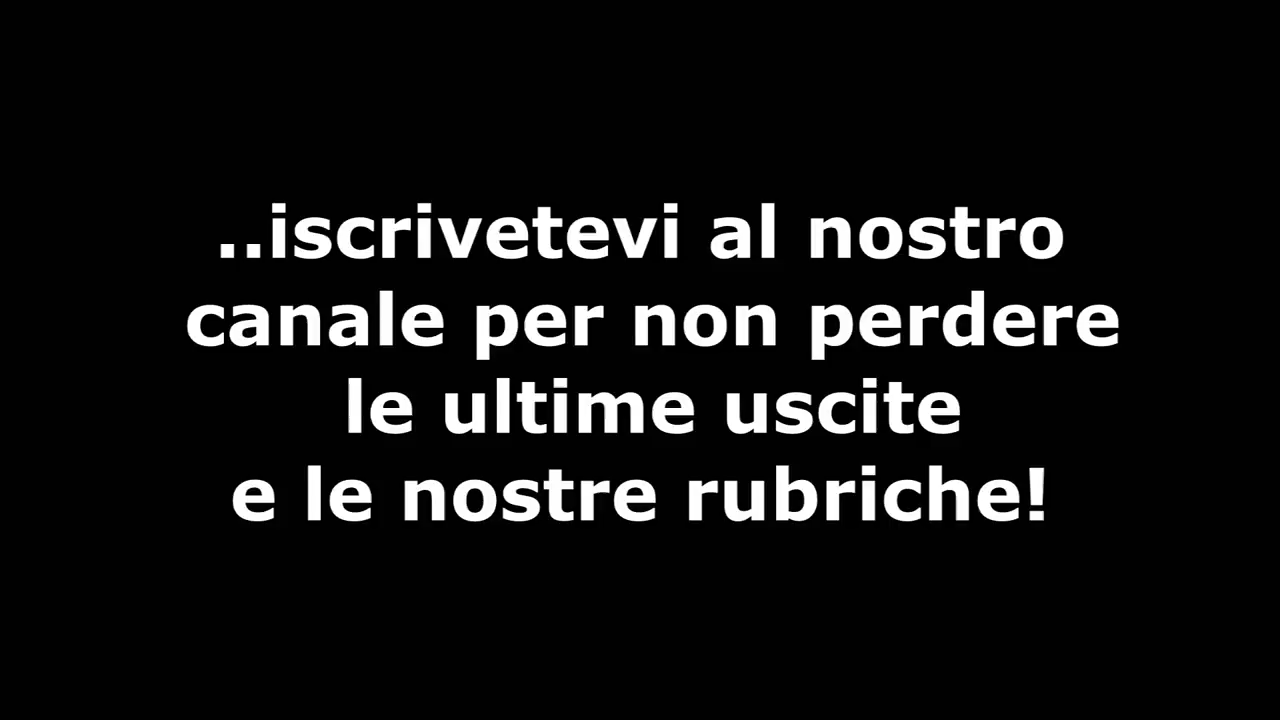 ..iscrivetevi al nostro
canale per non perdere
le ultime uscite
e le nostre rubriche!